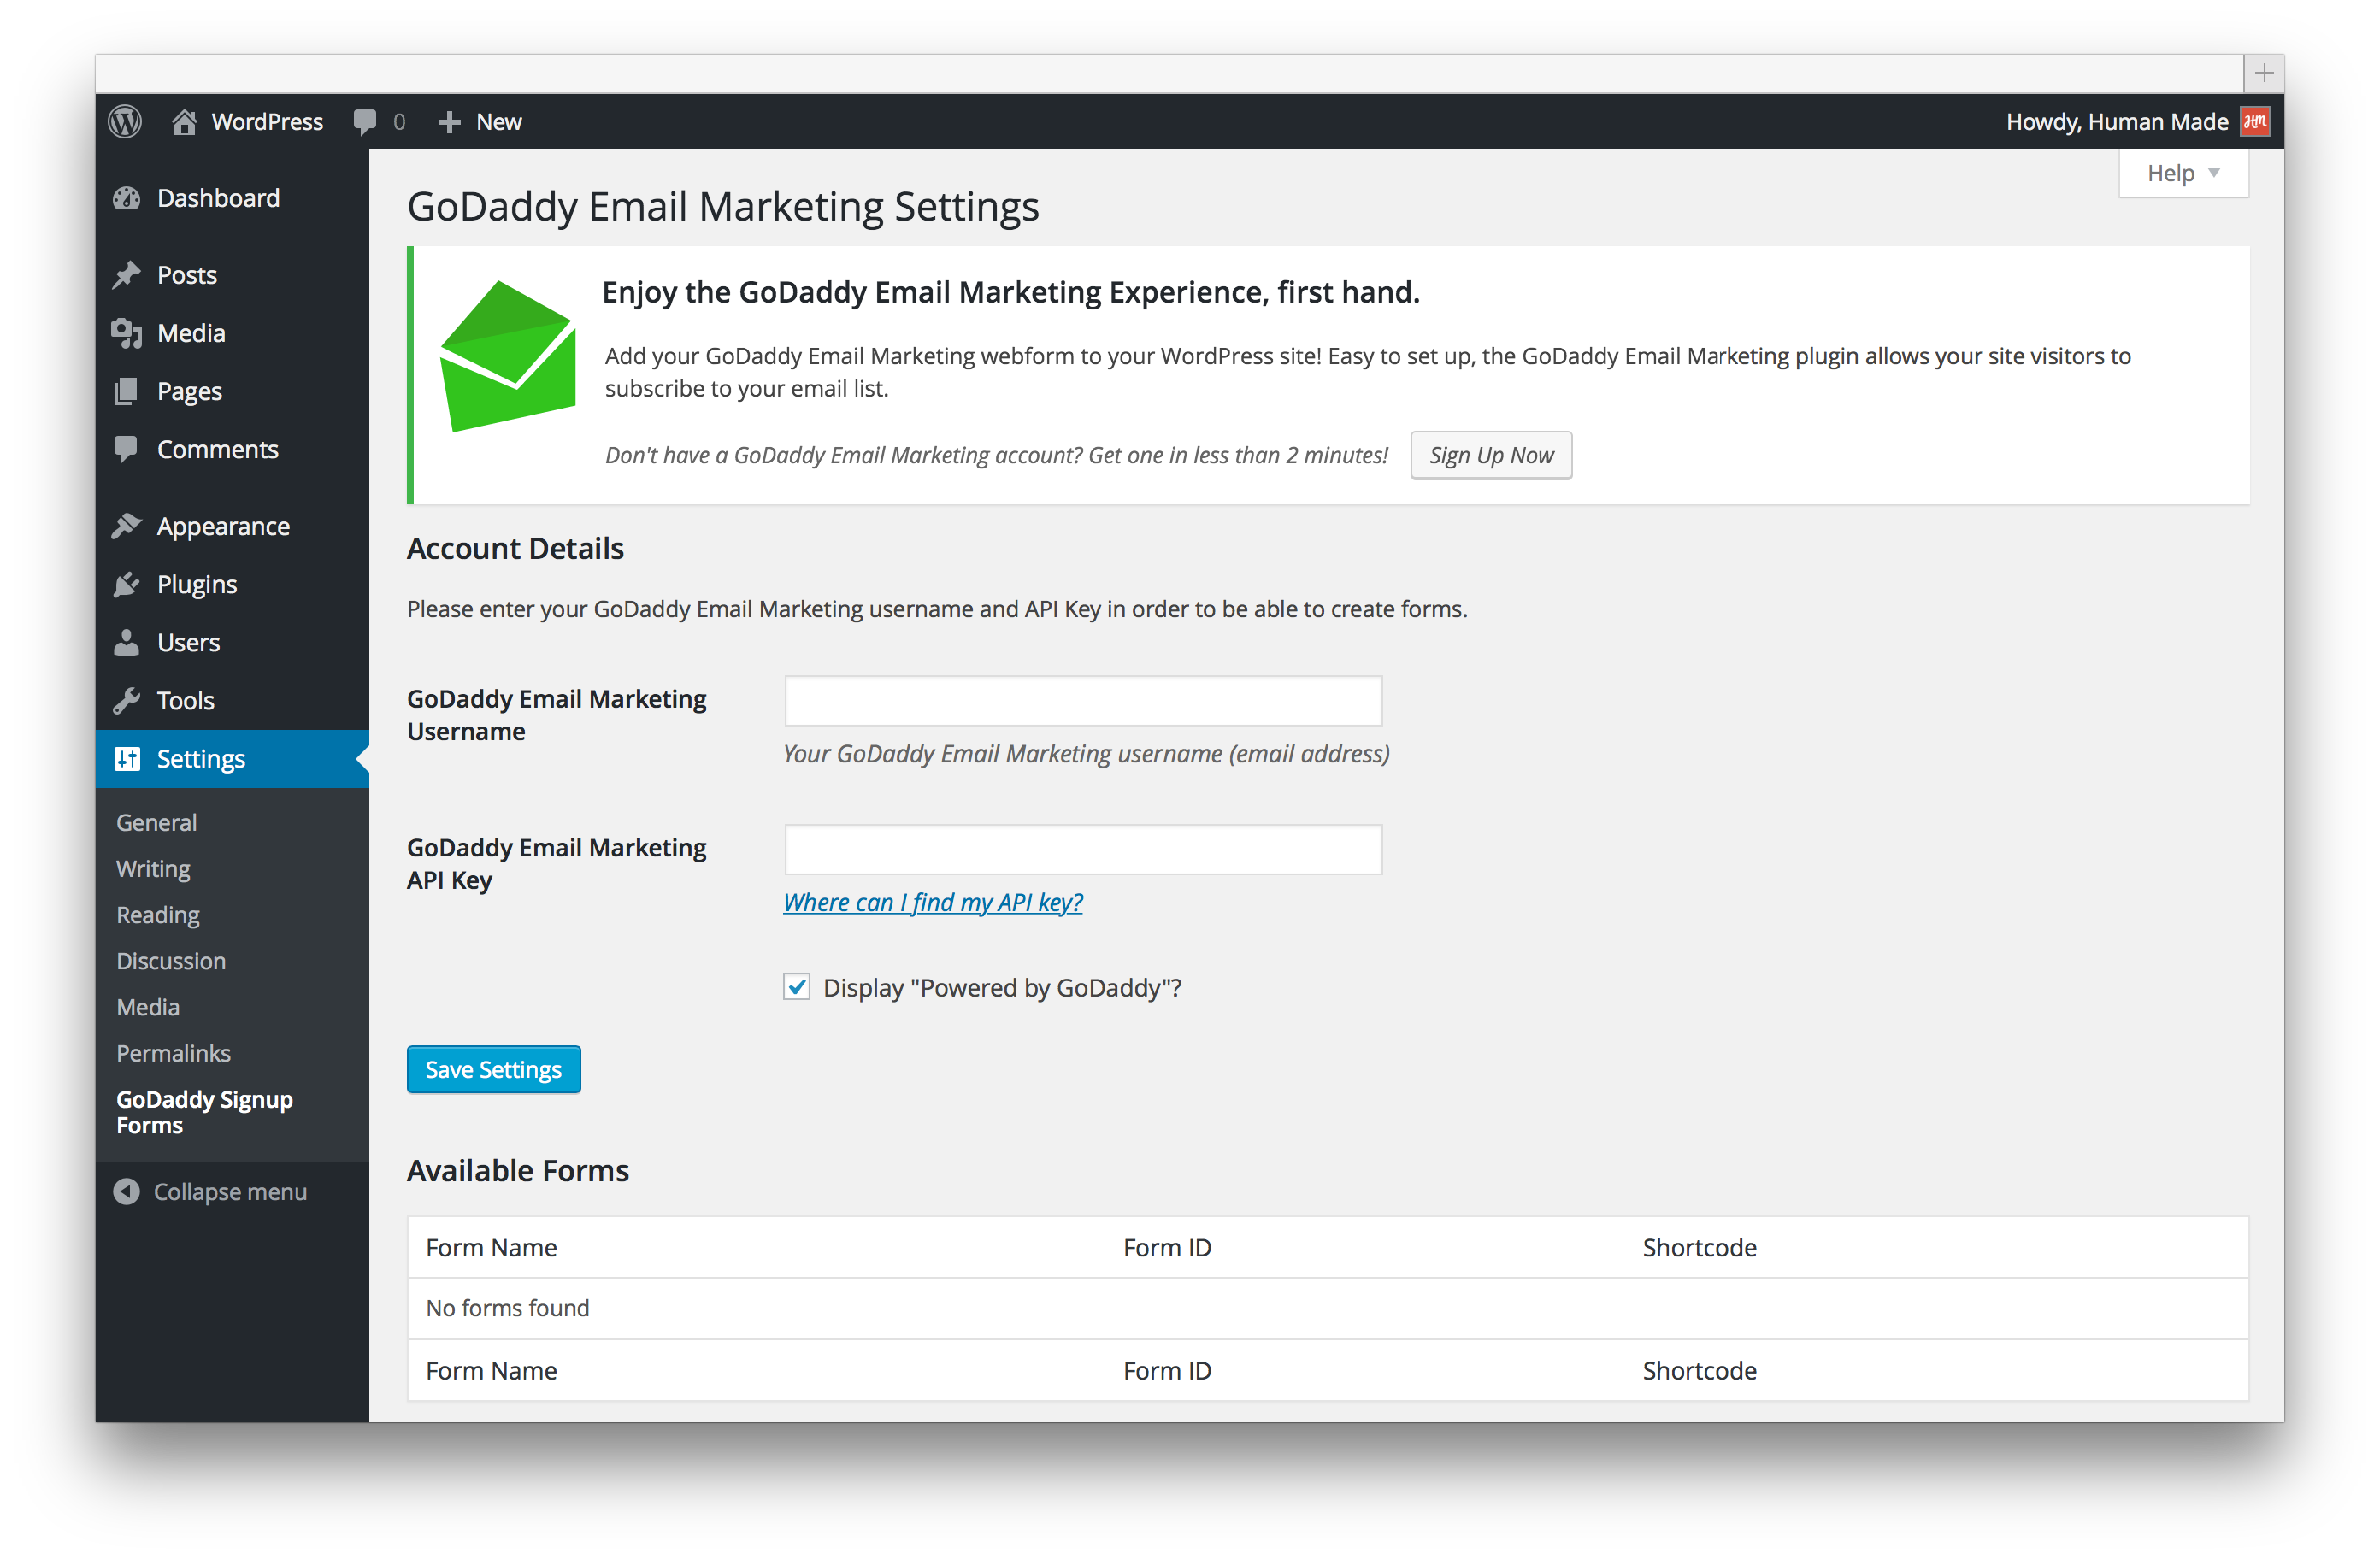 WordPress 0 New Howdy, Human Made HM
Help
Dashboard
Posts
Media
Pages
Comments
Appearance
Plugins
Users
Tools
Settings
General
Writing
Reading
Discussion
Media
Permalinks
GoDaddy Signup
Forms
Collapse menu
GoDaddy Email Marketing Settings
Enjoy the GoDaddy Email Marketing Experience, first hand.
Add your GoDaddy Email Marketing webform to your WordPress site! Easy to set up, the GoDaddy Email Marketing plugin allows your site visitors to
subscribe to your email list.
Don't have a GoDaddy Email Marketing account? Get one in less than 2 minutes! Sign Up Now
Account Details
Please enter your GoDaddy Email Marketing username and API Key in order to be able to create forms.
GoDaddy Email Marketing
Username
Your GoDaddy Email Marketing username (email address)
GoDaddy Email Marketing
API Key
Where can I find my API key?
Display "Powered by GoDaddy"?
Save Settings
Available Forms
Form Name Form ID Shortcode
No forms found
Form Name Form ID Shortcode